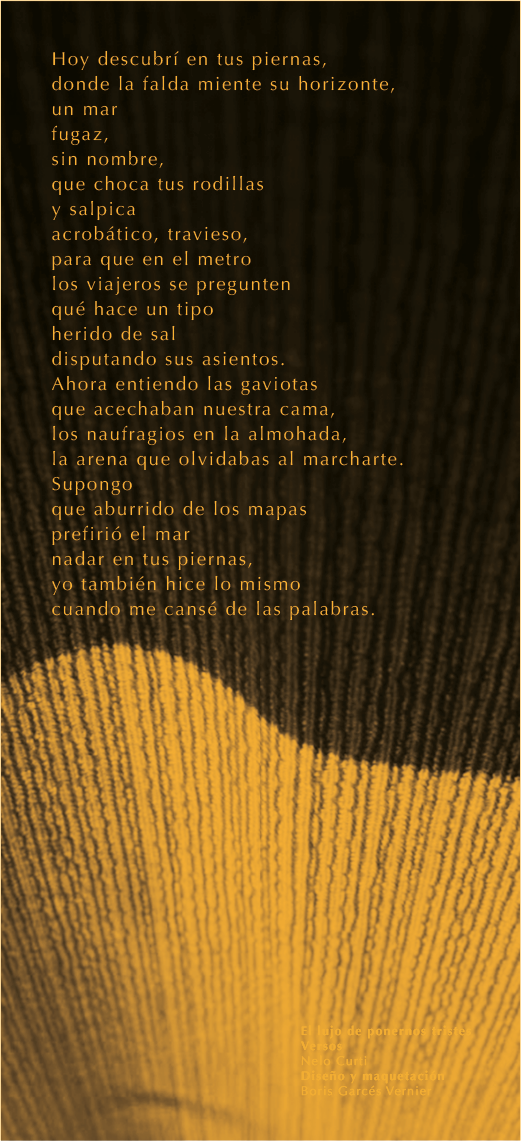 Hoy descubrí en tus piernas,
donde la falda miente su horizonte,
un mar
fugaz,
sin nombre,
que choca tus rodillas
y salpica
acrobático, travieso,
para que en el metro
los viajeros se pregunten
qué hace un tipo
herido de sal
disputando sus asientos.
Ahora entiendo las gaviotas
que acechaban nuestra cama,
los naufragios en la almohada,
la arena que olvidabas al marcharte.
Supongo
que aburrido de los mapas
prefirió el mar
nadar en tus piernas,
yo también hice lo mismo
cuando me cansé de las palabras.
El lujo de ponernos triste
Versos
Curti
Diseño y maquetación
Boris Garcés Vernier